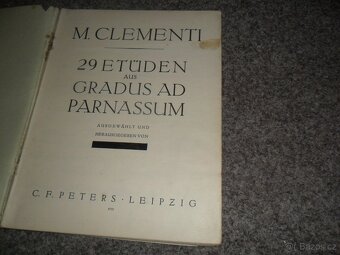 M. CLEMENTI
29 ETÜDEN
AUS
GRADUS AD
PARNASSUM
AUSGEWÄHLT UND
HERAUSGEGEBEN VON
C. F. PETERS · LEIPZIG